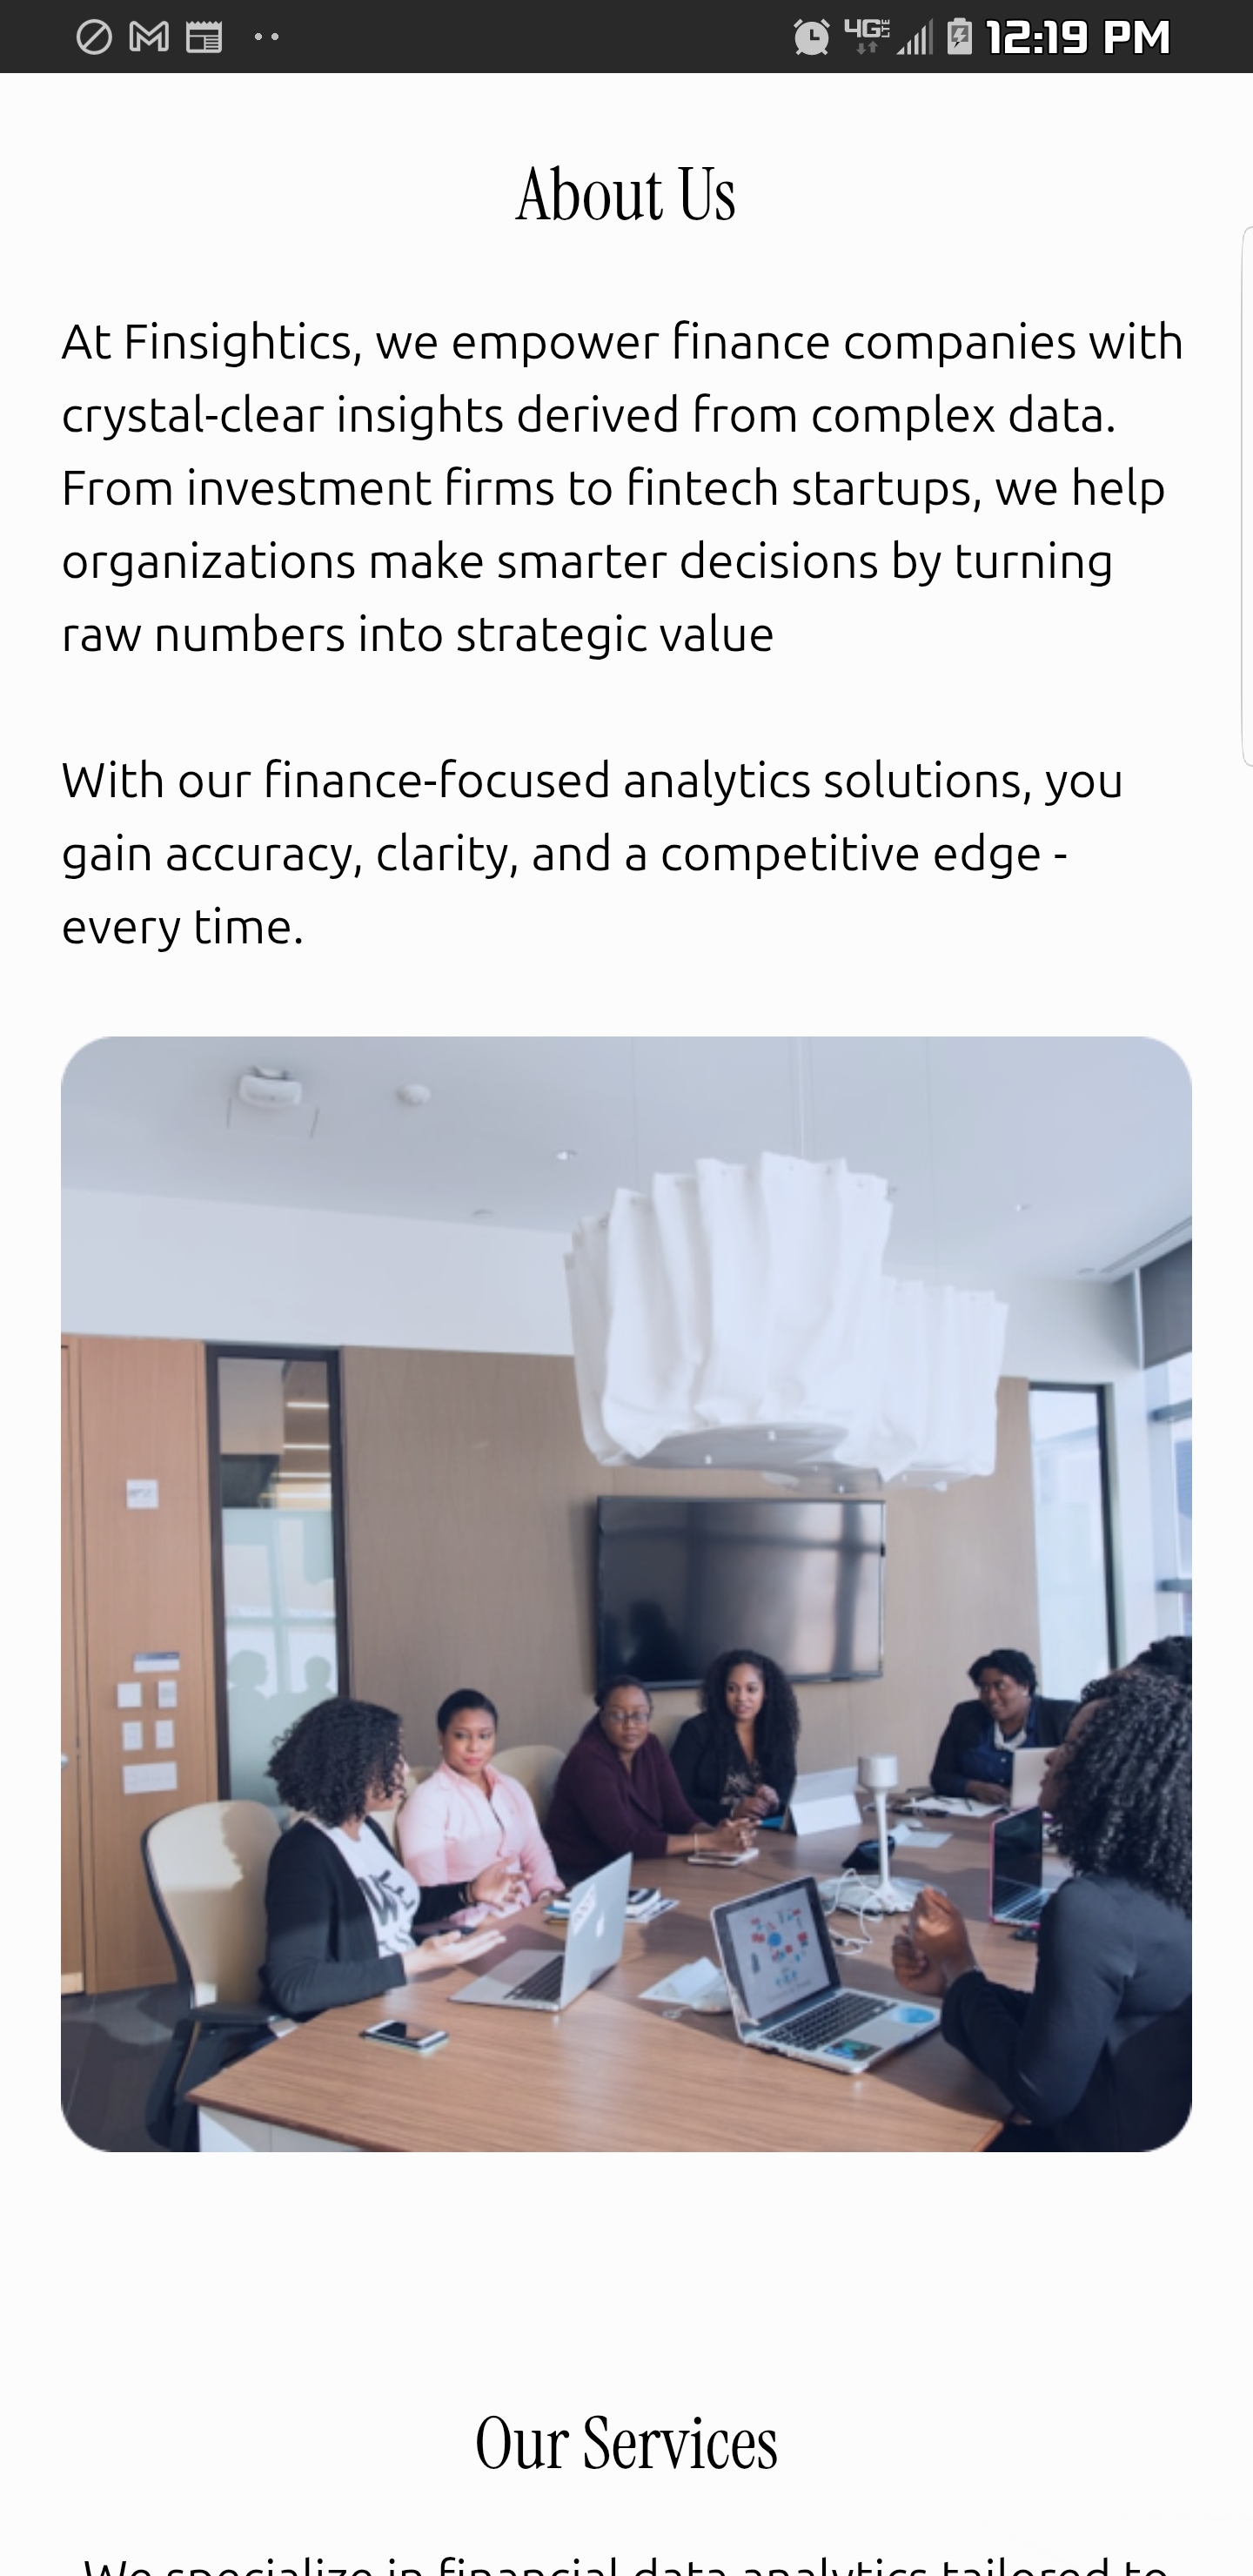 12:19 PM
About Us
At Finsightics, we empower finance companies with
crystal-clear insights derived from complex data.
From investment firms to fintech startups, we help
organizations make smarter decisions by turning
raw numbers into strategic value
With our finance-focused analytics solutions, you
gain accuracy, clarity, and a competitive edge -
every time.
Our Services
We specialize in financial data analytics tailored to